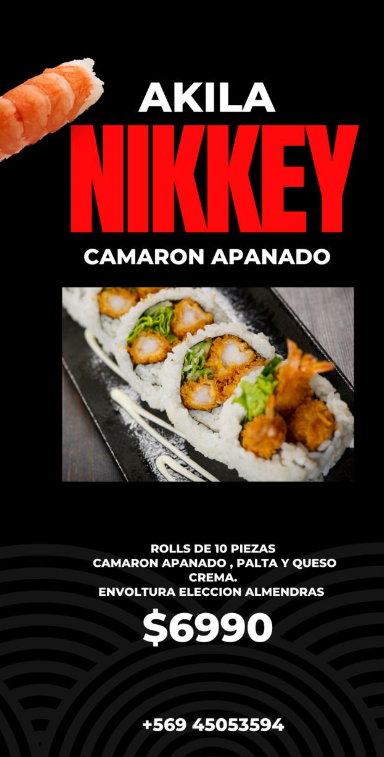 AKILA
NIKKEY
CAMARON APANADO
ROLLS DE 10 PIEZAS
CAMARON APANADO , PALTA Y QUESO
CREMA.
ENVOLTURA ELECCION ALMENDRAS
$6990
+569 45053594